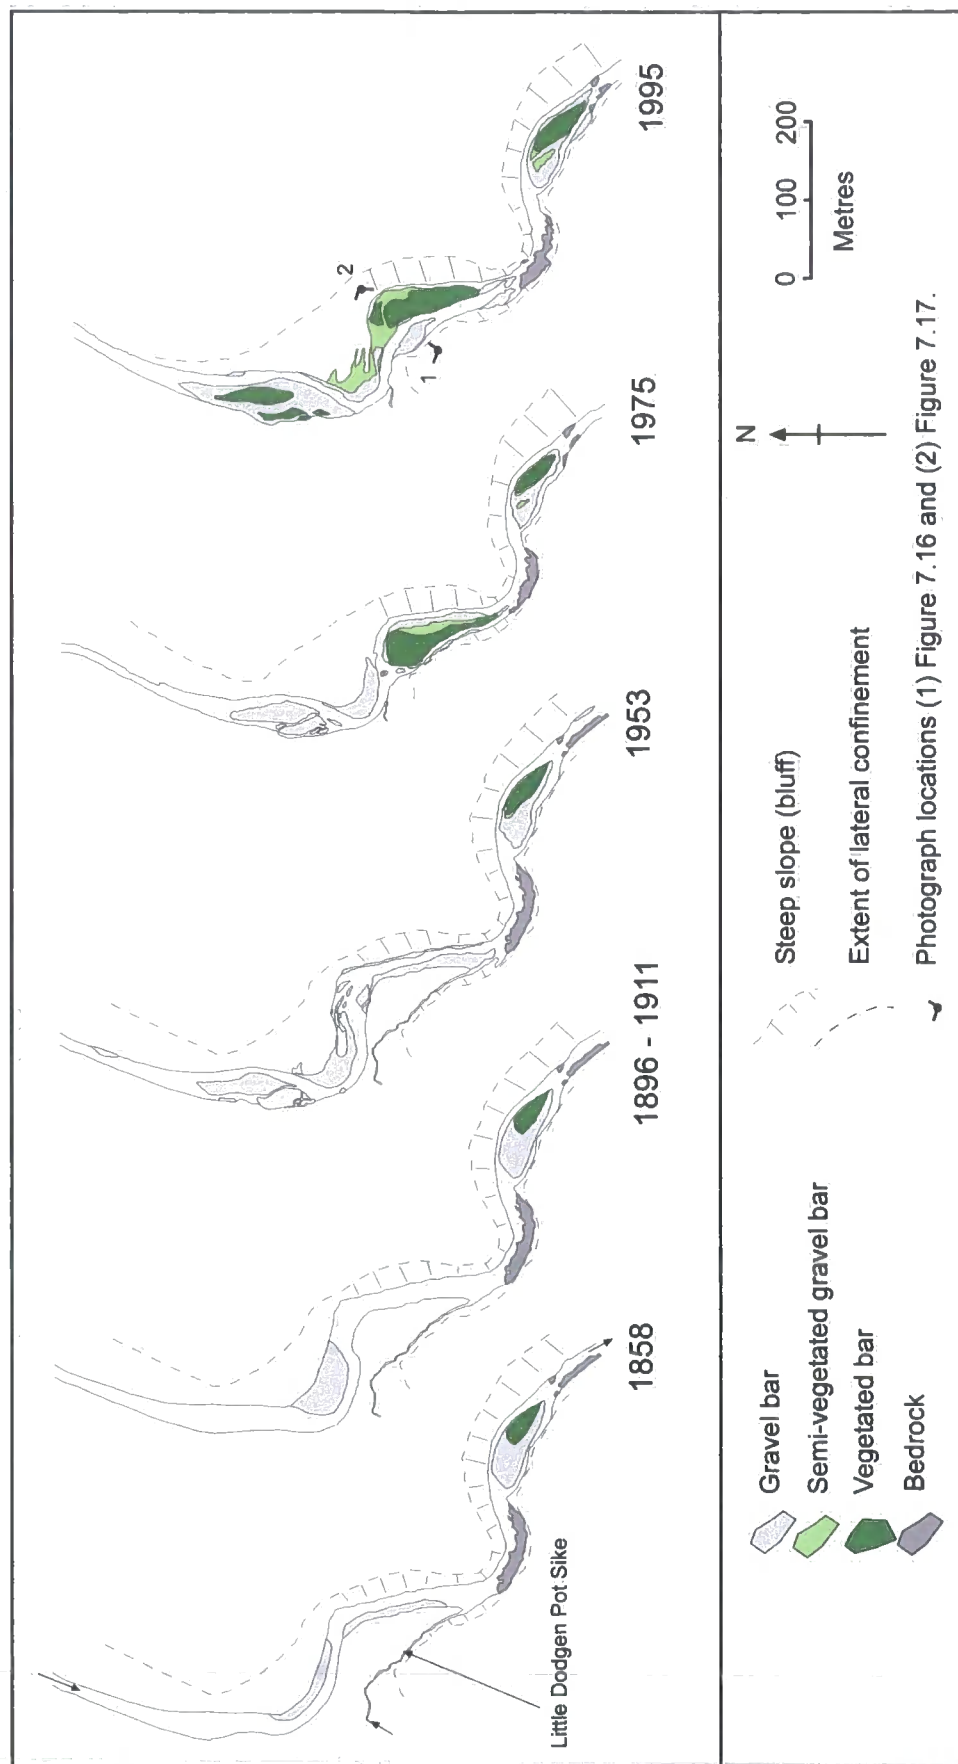 1858
1896 - 1911
1953
1975
1995
Little Dodgen Pot Sike
1
2
Gravel bar
Semi-vegetated gravel bar
Vegetated bar
Bedrock
Steep slope (bluff)
Extent of lateral confinement
Photograph locations (1) Figure 7.16 and (2) Figure 7.17.
N
0 100 200
Metres